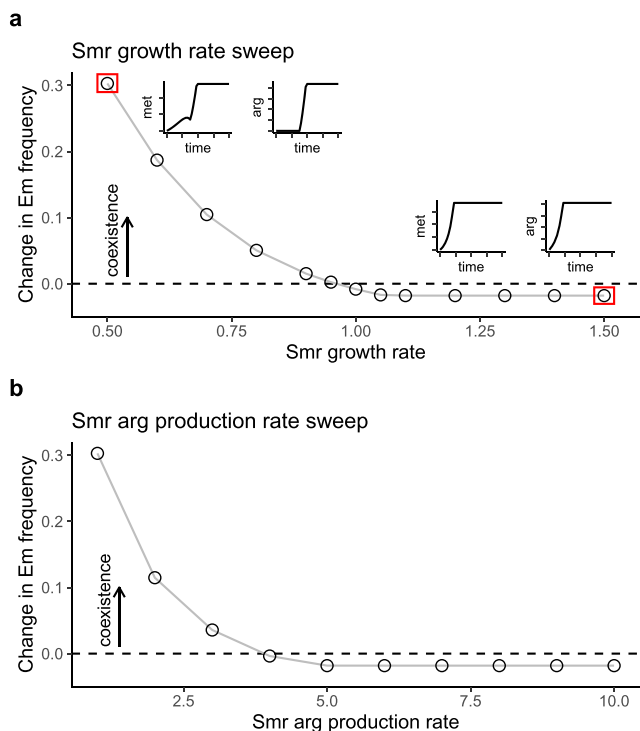 a
Smr growth rate sweep
Change in Em frequency
0.3
0.2
0.1
0.0
coexistence
met
time
arg
time
met
time
arg
time
0.50
0.75
1.00
1.25
1.50
Smr growth rate
b
Smr arg production rate sweep
Change in Em frequency
0.3
0.2
0.1
0.0
coexistence
2.5
5.0
7.5
10.0
Smr arg production rate